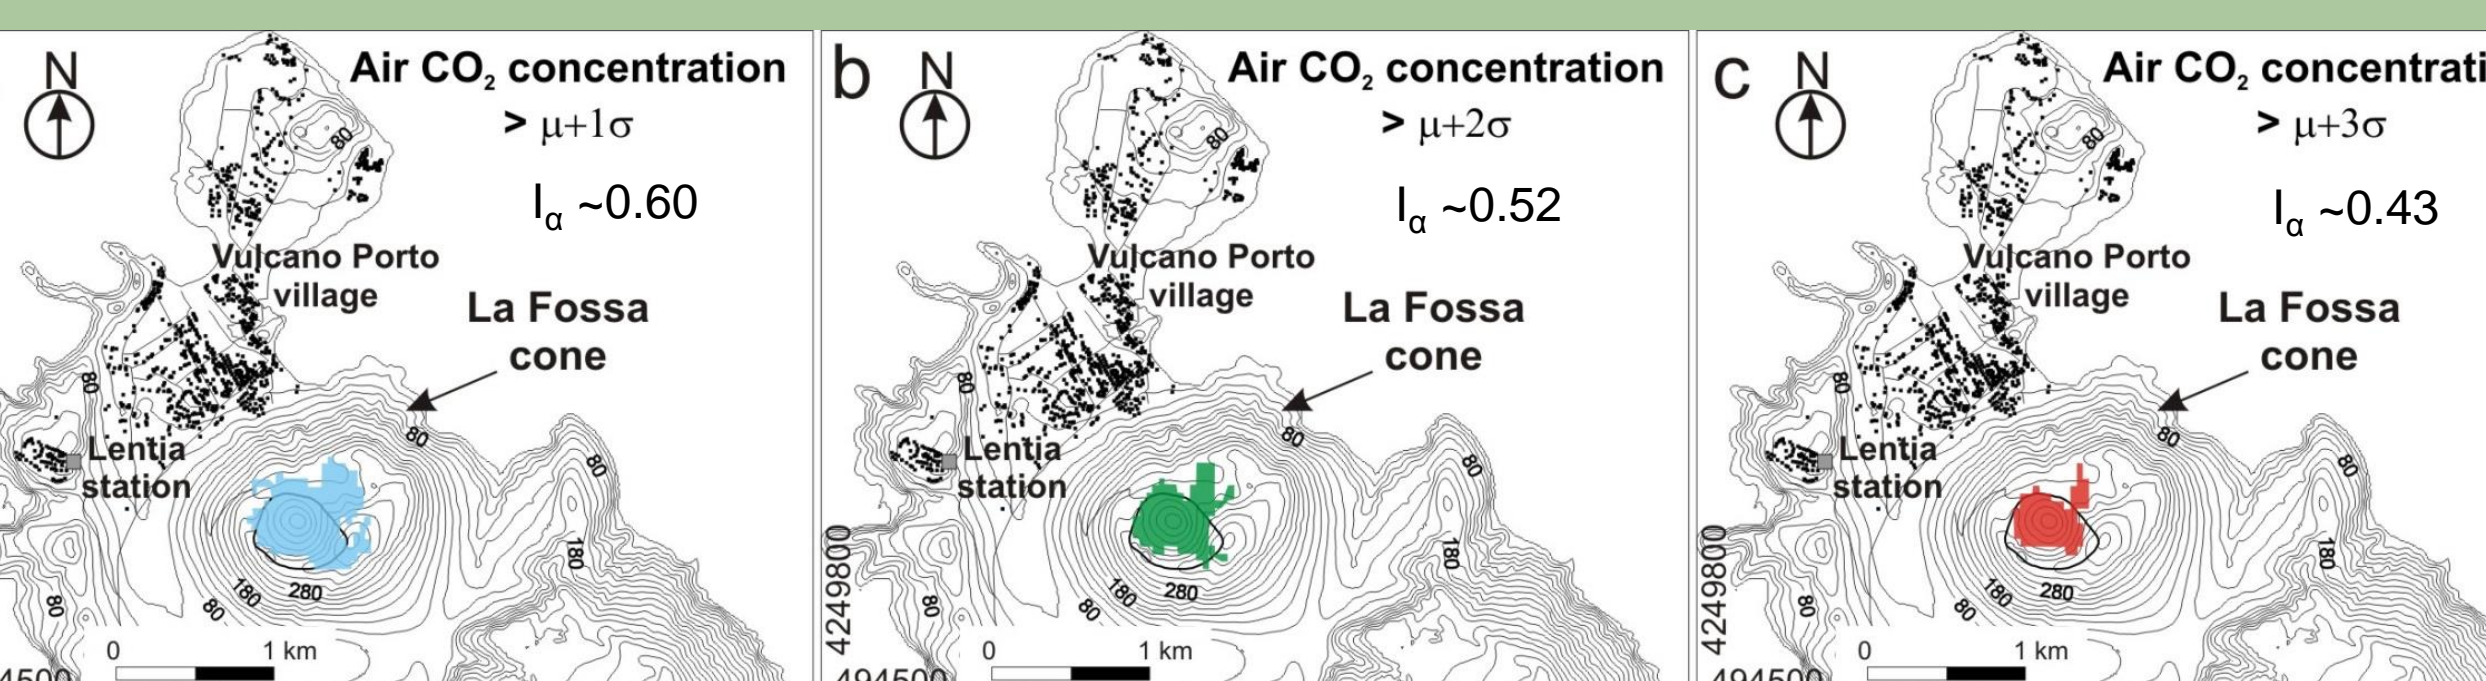 N
Air CO₂ concentration
> μ+1σ
Iα ~0.60
80
Vulcano Porto
village
La Fossa
cone
80
80
Lentia
station
80
180
180
280
80
80
0 1 km
4500
b
N
Air CO₂ concentration
> μ+2σ
Iα ~0.52
80
Vulcano Porto
village
La Fossa
cone
80
80
Lentia
station
80
180
180
280
80
80
4249800
0 1 km
494500
c
N
Air CO₂ concentrati
> μ+3σ
Iα ~0.43
80
Vulcano Porto
village
La Fossa
cone
80
80
Lentia
station
80
180
180
280
80
80
4249800
0 1 km
494500